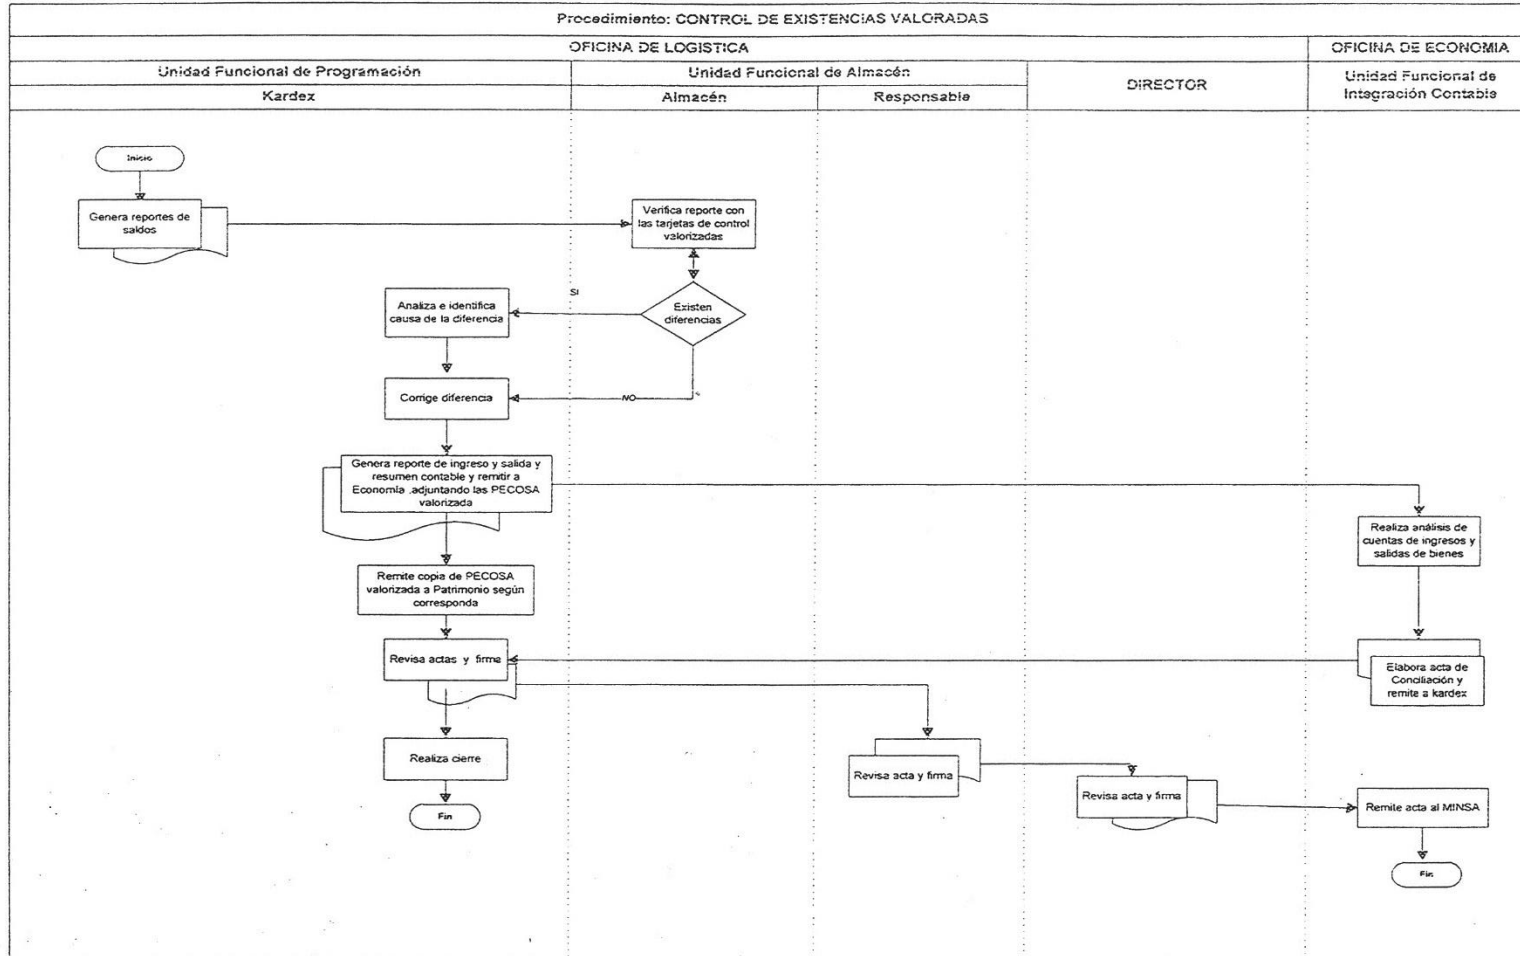 Procedimiento: CONTROL DE EXISTENCIAS VALORADAS
OFICINA DE LOGISTICA
OFICINA DE ECONOMIA
Unidad Funcional de Programación
Unidad Funcional de Almacén
DIRECTOR
Unidad Funcional de
Integración Contable
Kardex
Almacén
Responsable
Inicio
Genera reportes de
saldos
Verifica reporte con
las tarjetas de control
valorizadas
SI
Analiza e identifica
causa de la diferencia
Existen
diferencias
Corrige diferencia
NO
Genera reporte de ingreso y salida y
resumen contable y remitir a
Economía ,adjuntando las PECOSA
valorizada
Realiza análisis de
cuentas de ingresos y
salidas de bienes
Remite copia de PECOSA
valorizada a Patrimonio según
corresponda
Revisa actas y firma
Elabora acta de
Conciliación y
remite a kardex
Realiza cierre
Revisa acta y firma
Revisa acta y firma
Remite acta al MINSA
Fin
Fin